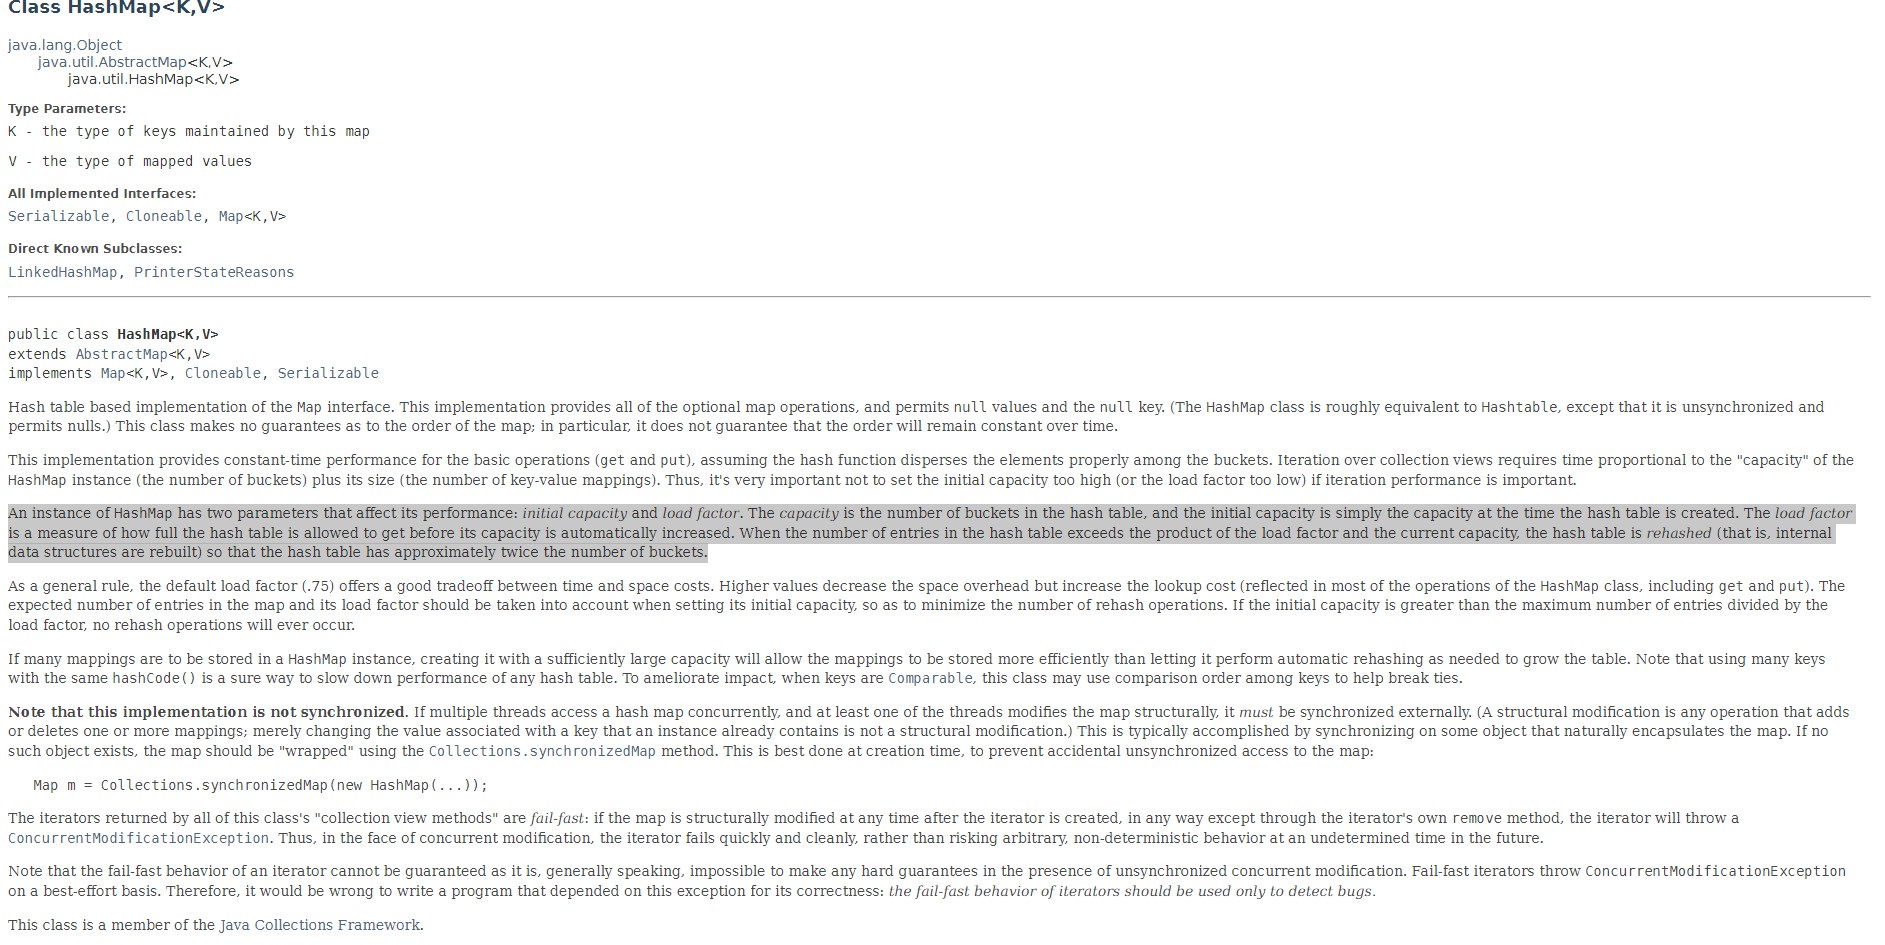 Class HashMap<K,V>
java.lang.Object
java.util.AbstractMap<K,V>
java.util.HashMap<K,V>
Type Parameters:
K - the type of keys maintained by this map
V - the type of mapped values
All Implemented Interfaces:
Serializable, Cloneable, Map<K,V>
Direct Known Subclasses:
LinkedHashMap, PrinterStateReasons
public class HashMap<K,V>
extends AbstractMap<K,V>
implements Map<K,V>, Cloneable, Serializable
Hash table based implementation of the Map interface. This implementation provides all of the optional map operations, and permits null values and the null key. (The HashMap class is roughly equivalent to Hashtable, except that it is unsynchronized and
permits nulls.) This class makes no guarantees as to the order of the map; in particular, it does not guarantee that the order will remain constant over time.
This implementation provides constant-time performance for the basic operations (get and put), assuming the hash function disperses the elements properly among the buckets. Iteration over collection views requires time proportional to the "capacity" of the
HashMap instance (the number of buckets) plus its size (the number of key-value mappings). Thus, it's very important not to set the initial capacity too high (or the load factor too low) if iteration performance is important.
An instance of HashMap has two parameters that affect its performance: initial capacity and load factor. The capacity is the number of buckets in the hash table, and the initial capacity is simply the capacity at the time the hash table is created. The load factor
is a measure of how full the hash table is allowed to get before its capacity is automatically increased. When the number of entries in the hash table exceeds the product of the load factor and the current capacity, the hash table is rehashed (that is, internal
data structures are rebuilt) so that the hash table has approximately twice the number of buckets.
As a general rule, the default load factor (.75) offers a good tradeoff between time and space costs. Higher values decrease the space overhead but increase the lookup cost (reflected in most of the operations of the HashMap class, including get and put). The
expected number of entries in the map and its load factor should be taken into account when setting its initial capacity, so as to minimize the number of rehash operations. If the initial capacity is greater than the maximum number of entries divided by the
load factor, no rehash operations will ever occur.
If many mappings are to be stored in a HashMap instance, creating it with a sufficiently large capacity will allow the mappings to be stored more efficiently than letting it perform automatic rehashing as needed to grow the table. Note that using many keys
with the same hashCode() is a sure way to slow down performance of any hash table. To ameliorate impact, when keys are Comparable, this class may use comparison order among keys to help break ties.
Note that this implementation is not synchronized. If multiple threads access a hash map concurrently, and at least one of the threads modifies the map structurally, it must be synchronized externally. (A structural modification is any operation that adds
or deletes one or more mappings; merely changing the value associated with a key that an instance already contains is not a structural modification.) This is typically accomplished by synchronizing on some object that naturally encapsulates the map. If no
such object exists, the map should be "wrapped" using the Collections.synchronizedMap method. This is best done at creation time, to prevent accidental unsynchronized access to the map:
Map m = Collections.synchronizedMap(new HashMap(...));
The iterators returned by all of this class's "collection view methods" are fail-fast: if the map is structurally modified at any time after the iterator is created, in any way except through the iterator's own remove method, the iterator will throw a
ConcurrentModificationException. Thus, in the face of concurrent modification, the iterator fails quickly and cleanly, rather than risking arbitrary, non-deterministic behavior at an undetermined time in the future.
Note that the fail-fast behavior of an iterator cannot be guaranteed as it is, generally speaking, impossible to make any hard guarantees in the presence of unsynchronized concurrent modification. Fail-fast iterators throw ConcurrentModificationException
on a best-effort basis. Therefore, it would be wrong to write a program that depended on this exception for its correctness: the fail-fast behavior of iterators should be used only to detect bugs.
This class is a member of the Java Collections Framework.